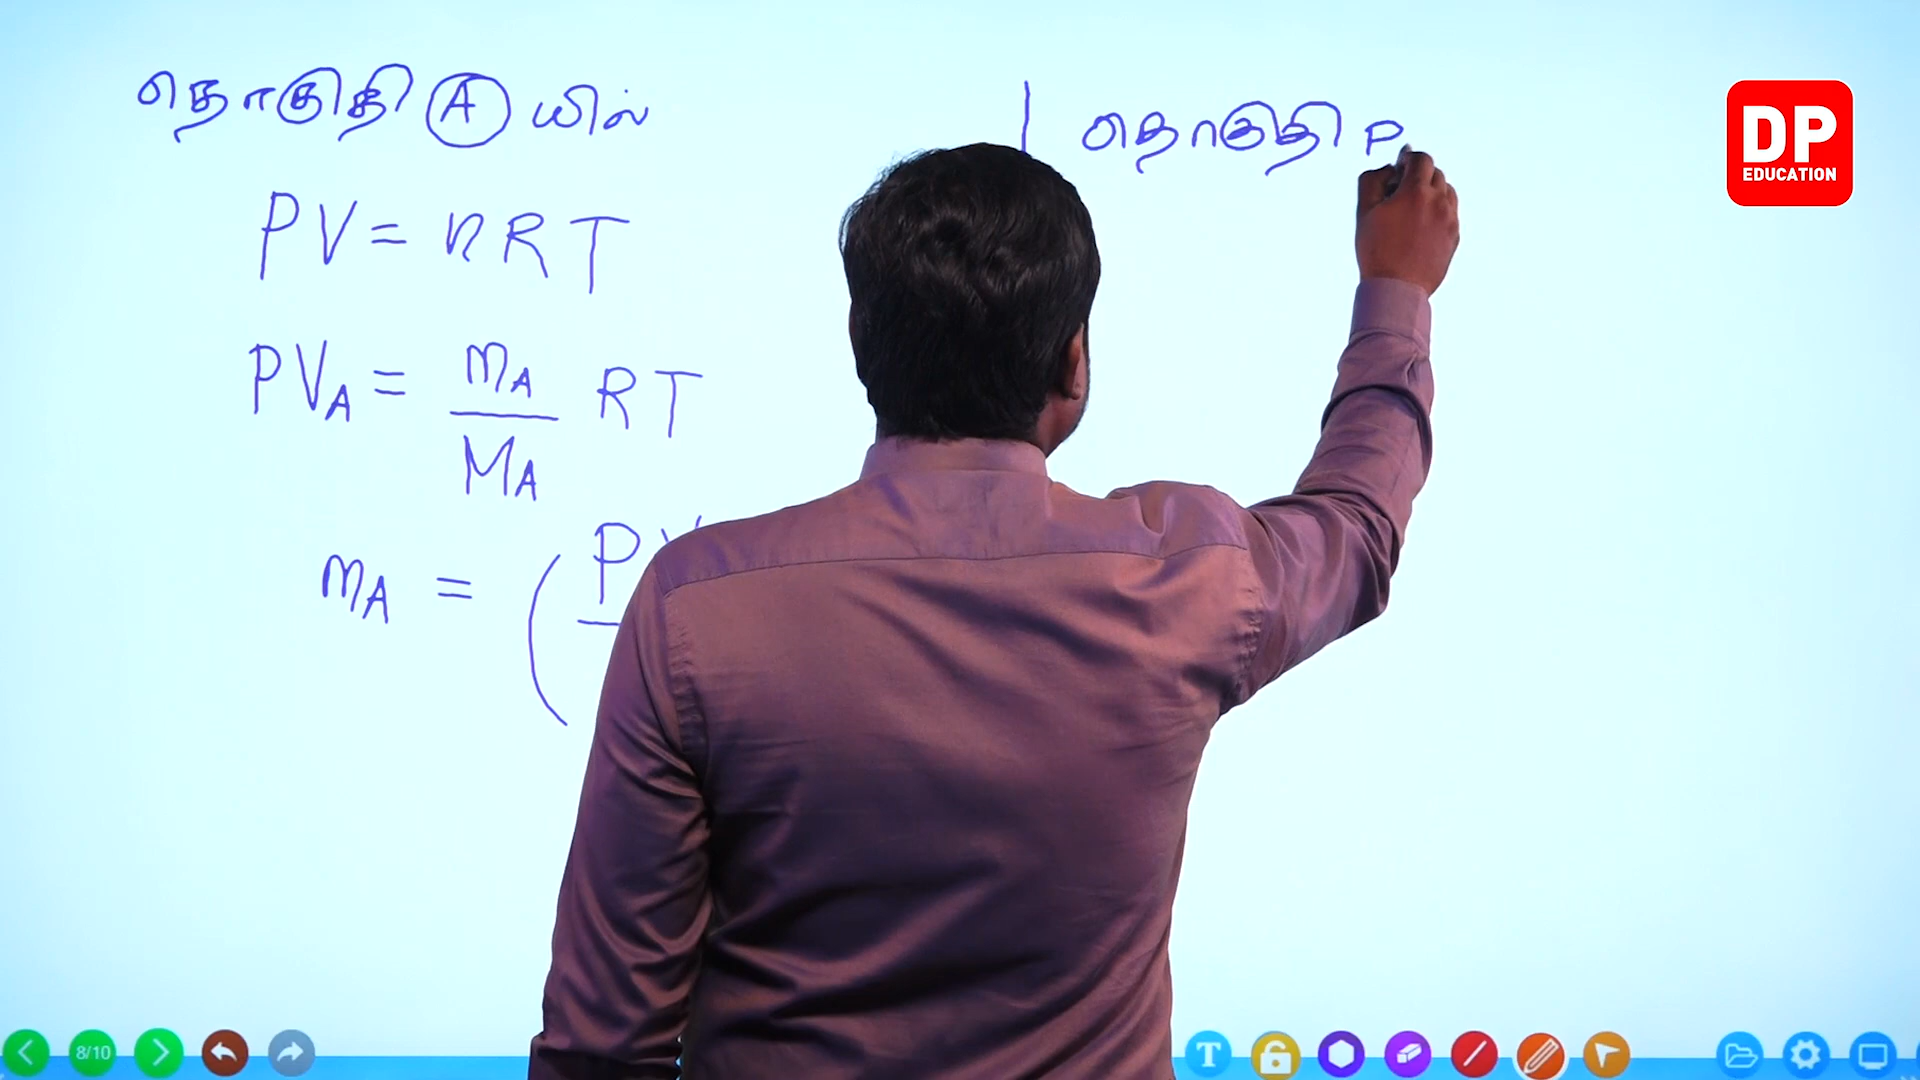 தொகுதி A யில்
PV = nRT
PV_A = m_A / M_A RT
m_A = ( P
தொகுதி
DP
EDUCATION
8/10
T